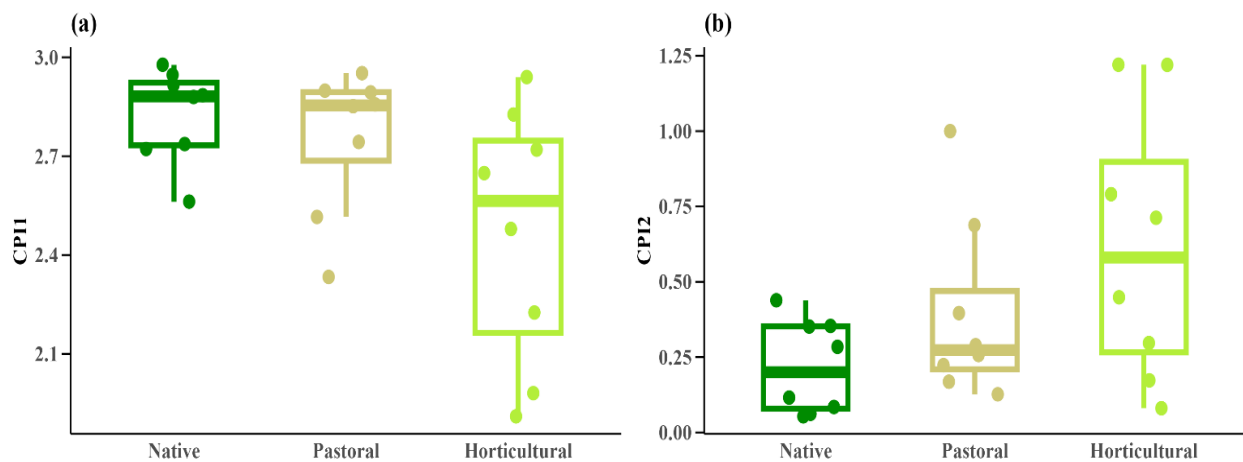 (a)
CPI1
3.0
2.7
2.4
2.1
Native Pastoral Horticultural
(b)
CPI2
1.25
1.00
0.75
0.50
0.25
0.00
Native Pastoral Horticultural